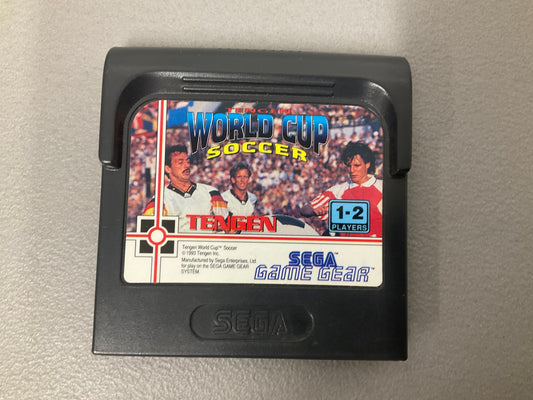 TENGEN
WORLD CUP
SOCCER
TENGEN
1-2
PLAYERS
Tengen World Cup™ Soccer
© 1993 Tengen Inc.
Manufactured by Sega Enterprises, Ltd.
for play on the SEGA GAME GEAR
SYSTEM.
SEGA
GAME GEAR™
SEGA